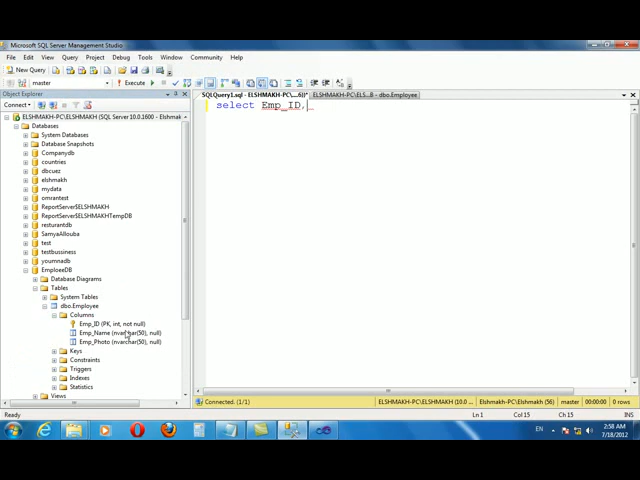 Microsoft SQL Server Management Studio
File Edit View Query Project Debug Tools Window Community Help
New Query
master Execute
Object Explorer
SQLQuery1.sql - ELSHMAKH-PC\...6))* ELSHMAKH-PC\ELS...B - dbo.Employee
select Emp_ID,
Connect
ELSHMAKH-PC\ELSHMAKH (SQL Server 10.0.1600 - Elshmak
Databases
System Databases
Database Snapshots
Companydb
countries
dbcuez
elshmakh
mydata
omrantest
ReportServer$ELSHMAKH
ReportServer$ELSHMAKHTempDB
resturantdb
SamyaAllouba
test
testbussiness
youmnadb
EmploeeDB
Database Diagrams
Tables
System Tables
dbo.Employee
Columns
Emp_ID (PK, int, not null)
Emp_Name (nvarchar(50), null)
Emp_Photo (nvarchar(50), null)
Keys
Constraints
Triggers
Indexes
Statistics
Views
Connected. (1/1) ELSHMAKH-PC\ELSHMAKH (10.0 ... Elshmakh-PC\Elshmakh (56) master 00:00:00 0 rows
Ready Ln 1 Col 15 Ch 15 INS
EN 2:58 AM
7/18/2012